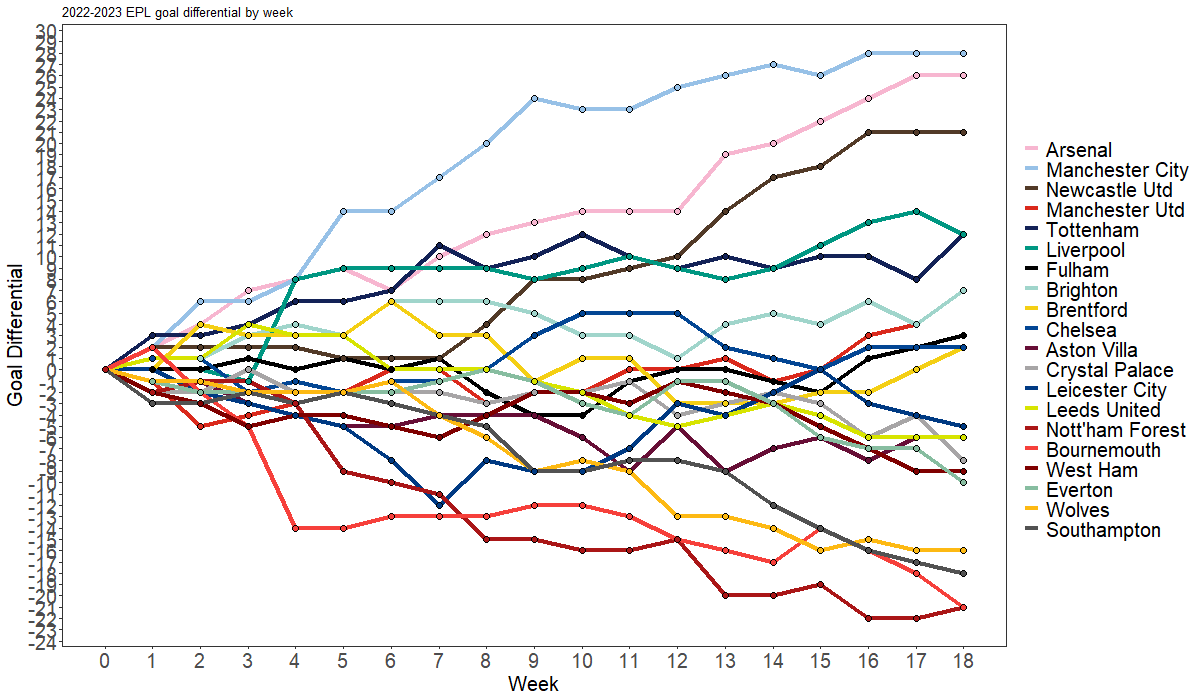 2022-2023 EPL goal differential by week
30
29
28
27
26
25
24
23
22
21
20
19
18
17
16
15
14
13
12
11
10
9
8
7
6
5
4
3
2
1
0
-1
-2
-3
-4
-5
-6
-7
-8
-9
-10
-11
-12
-13
-14
-15
-16
-17
-18
-19
-20
-21
-22
-23
-24
Goal Differential
0 1 2 3 4 5 6 7 8 9 10 11 12 13 14 15 16 17 18
Week
Arsenal
Manchester City
Newcastle Utd
Manchester Utd
Tottenham
Liverpool
Fulham
Brighton
Brentford
Chelsea
Aston Villa
Crystal Palace
Leicester City
Leeds United
Nott'ham Forest
Bournemouth
West Ham
Everton
Wolves
Southampton